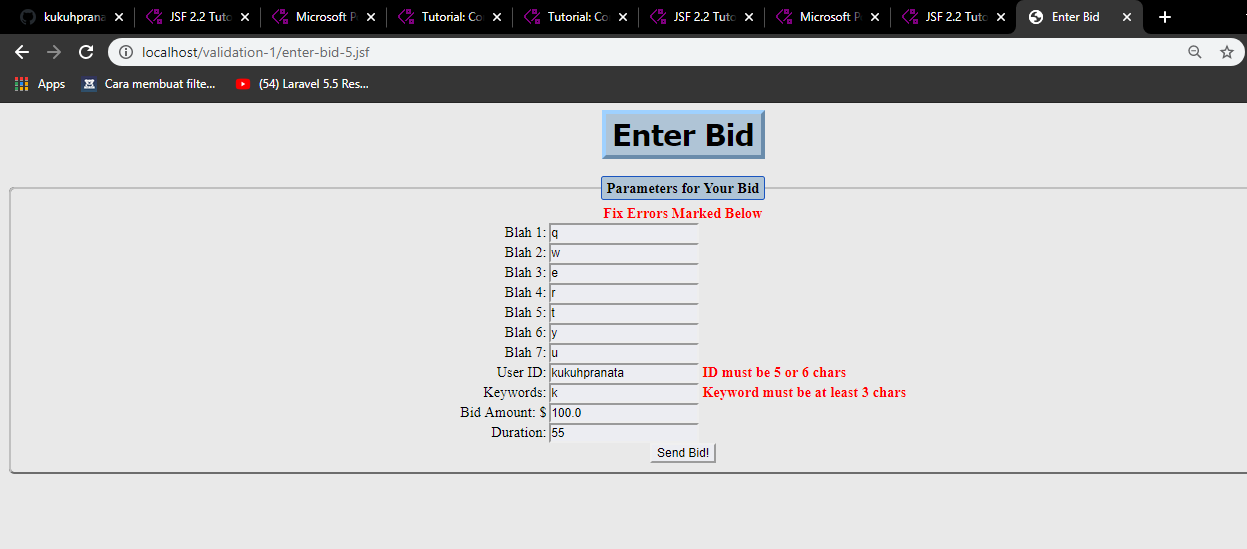 kukuhprana
JSF 2.2 Tuto
Microsoft P
Tutorial: Co
Tutorial: Co
JSF 2.2 Tuto
Microsoft P
JSF 2.2 Tuto
Enter Bid
localhost/validation-1/enter-bid-5.jsf
Apps
Cara membuat filte...
(54) Laravel 5.5 Res...
Enter Bid
Parameters for Your Bid
Fix Errors Marked Below
Blah 1: q
Blah 2: w
Blah 3: e
Blah 4: r
Blah 5: t
Blah 6: y
Blah 7: u
User ID: kukuhpranata ID must be 5 or 6 chars
Keywords: k Keyword must be at least 3 chars
Bid Amount: $ 100.0
Duration: 55
Send Bid!